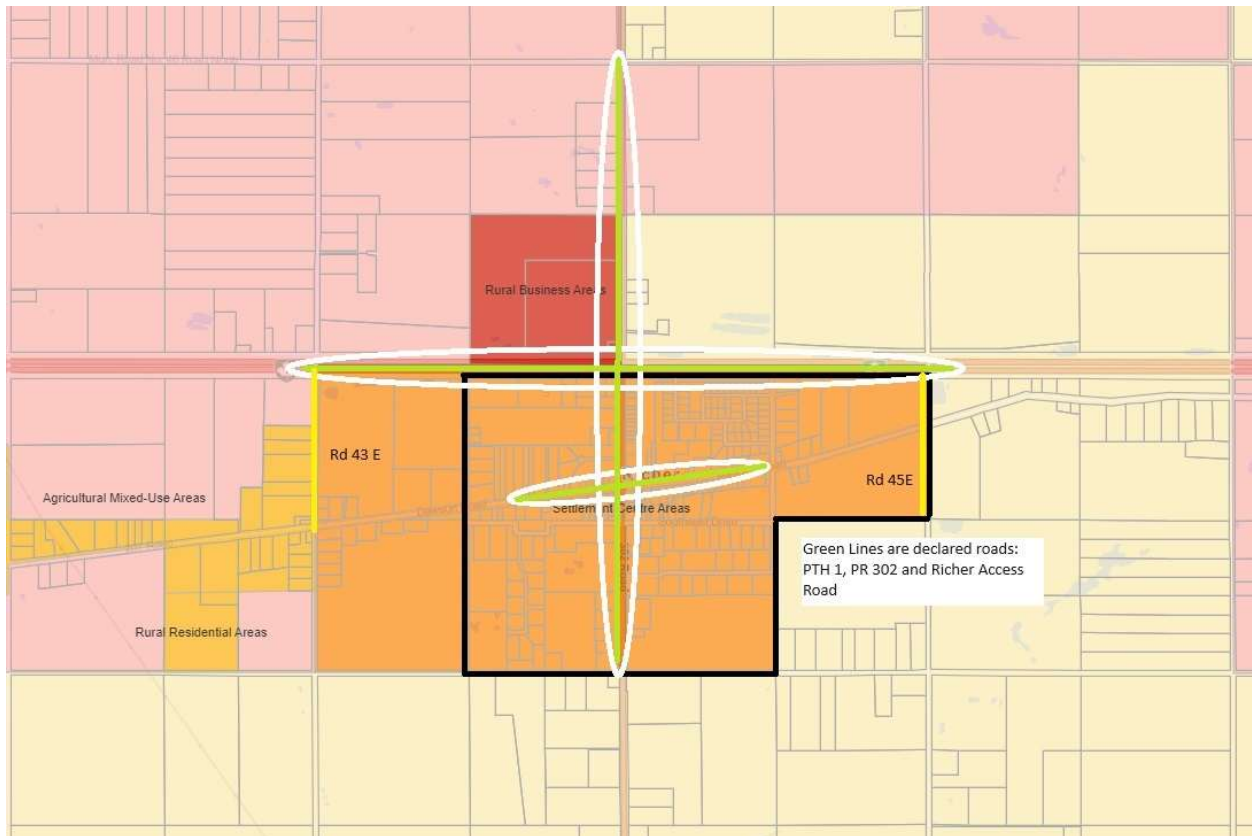 Rural Business Areas
Rd 43 E
Rd 45E
Agricultural Mixed-Use Areas
Settlement Centre Areas
Green Lines are declared roads:
PTH 1, PR 302 and Richer Access
Road
Rural Residential Areas